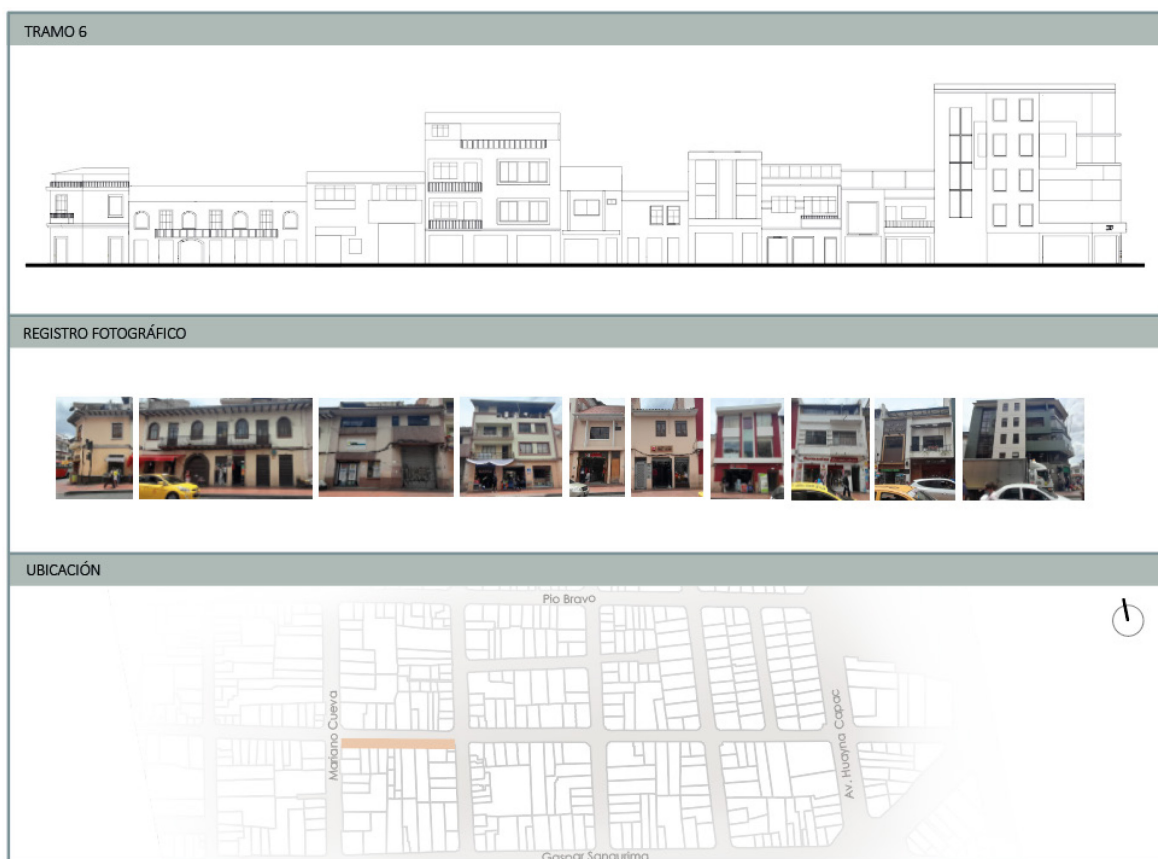 TRAMO 6
REGISTRO FOTOGRÁFICO
UBICACIÓN
Pio Bravo
Mariano Cueva
Av. Huayna Capac
Gaspar Sangurima